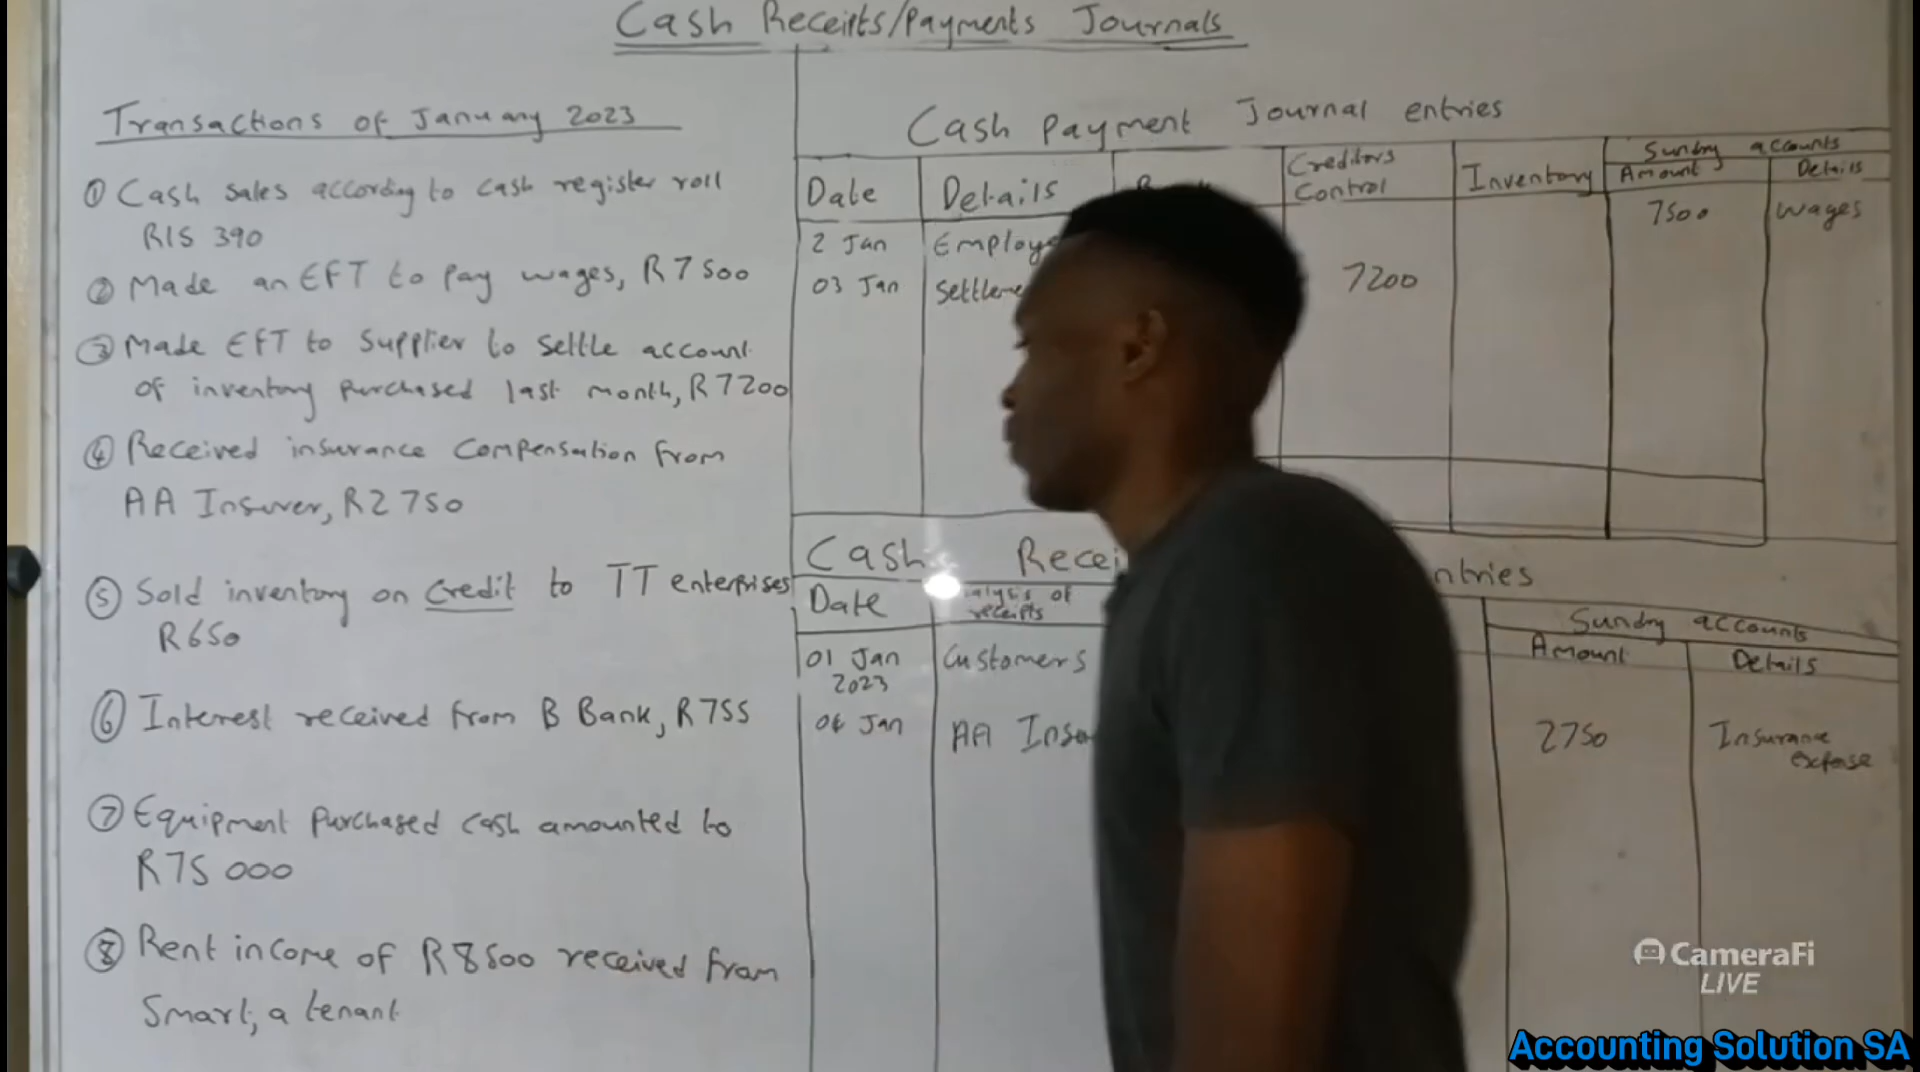 Cash Receipts/Payments Journals
Transactions of January 2023
① Cash sales according to cash register roll
R15 390
② Made an EFT to pay wages, R7 500
③ Made EFT to supplier to settle account
of inventory purchased last month, R7200
④ Received insurance compensation from
AA Insurer, R2 750
⑤ Sold inventory on Credit to TT enterprises
R650
⑥ Interest received from B Bank, R755
⑦ Equipment purchased cash amounted to
R75 000
⑧ Rent income of R8500 received from
Smart, a tenant
Cash Payment Journal entries
Sundry accounts
Date Details Creditors Control Inventory Amount Details
7500 Wages
2 Jan Employe
03 Jan Settleme 7200
Cash Recei ntries
Date alysis of receipts Sundry accounts
Amount Details
01 Jan 2023 Customers
04 Jan AA Insu 2750 Insurance expense
CameraFi
LIVE
Accounting Solution SA